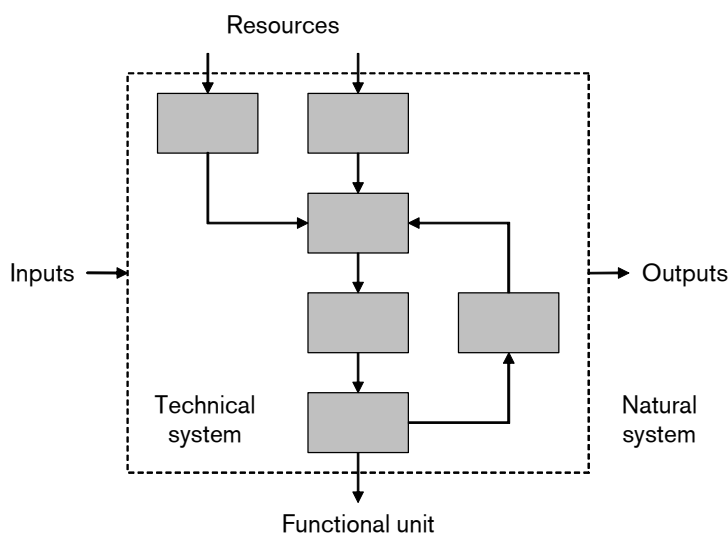 Resources
Inputs
Outputs
Technical
system
Natural
system
Functional unit